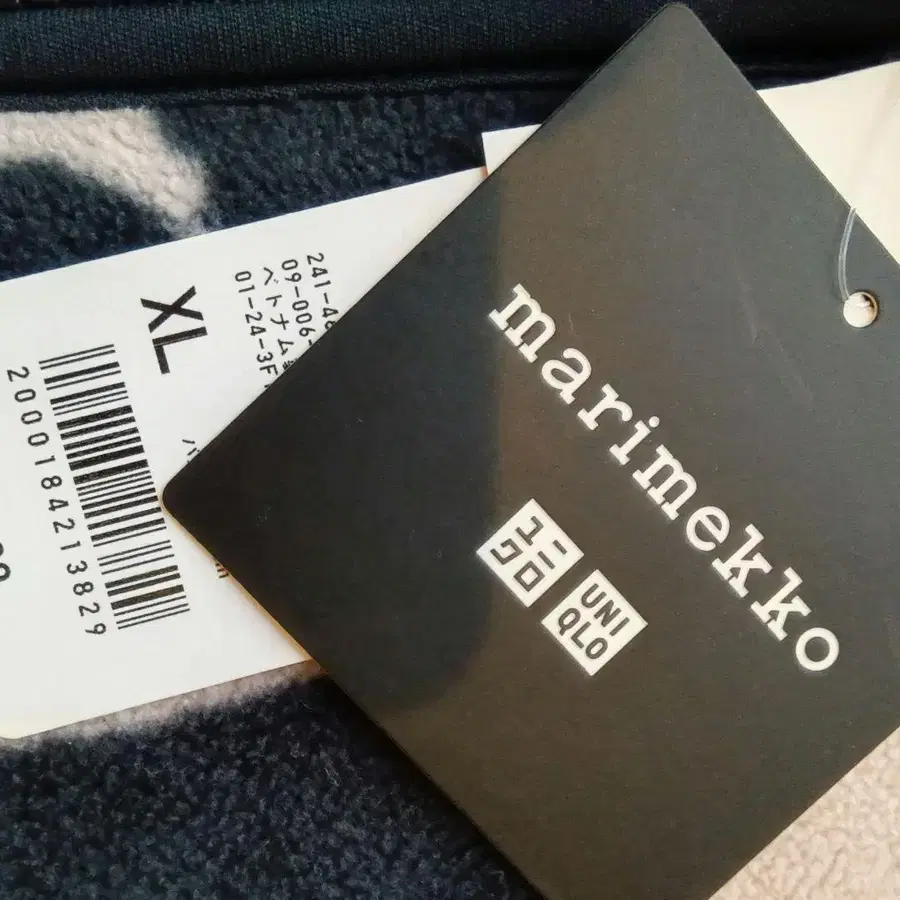 marimekko
ユニ
クロ
UNI
QLO
XL
241-46
09-006-
ベトナム
01-24-3F
2000184213829